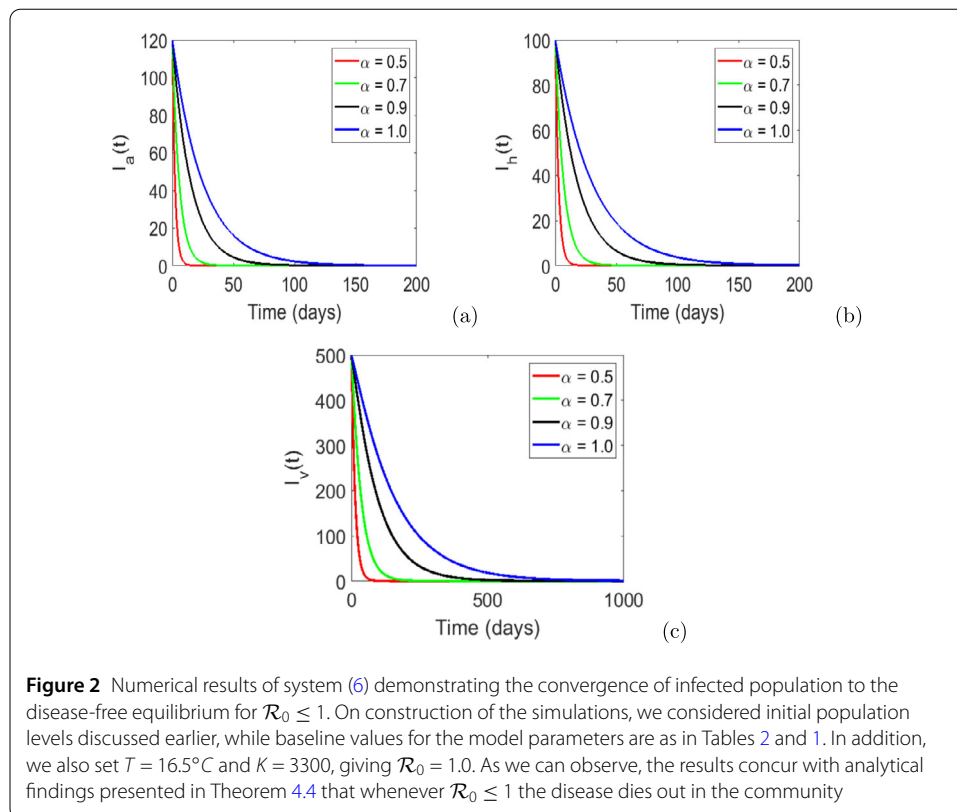 120
100
80
60
40
20
0
I_a(t)
0 50 100 150 200
Time (days)
α = 0.5
α = 0.7
α = 0.9
α = 1.0
(a)
100
80
60
40
20
0
I_h(t)
0 50 100 150 200
Time (days)
α = 0.5
α = 0.7
α = 0.9
α = 1.0
(b)
500
400
300
200
100
0
I_v(t)
0 500 1000
Time (days)
α = 0.5
α = 0.7
α = 0.9
α = 1.0
(c)
Figure 2 Numerical results of system (6) demonstrating the convergence of infected population to the
disease-free equilibrium for R₀ ≤ 1. On construction of the simulations, we considered initial population
levels discussed earlier, while baseline values for the model parameters are as in Tables 2 and 1. In addition,
we also set T = 16.5°C and K = 3300, giving R₀ = 1.0. As we can observe, the results concur with analytical
findings presented in Theorem 4.4 that whenever R₀ ≤ 1 the disease dies out in the community